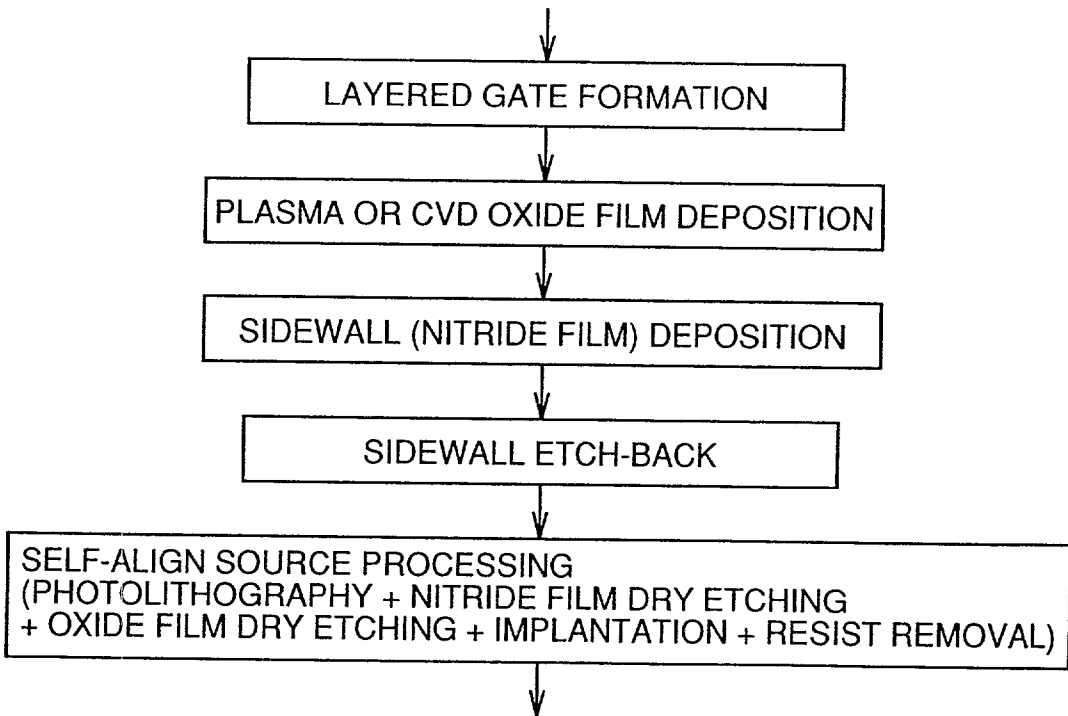 LAYERED GATE FORMATION
PLASMA OR CVD OXIDE FILM DEPOSITION
SIDEWALL (NITRIDE FILM) DEPOSITION
SIDEWALL ETCH-BACK
SELF-ALIGN SOURCE PROCESSING
(PHOTOLITHOGRAPHY + NITRIDE FILM DRY ETCHING
+ OXIDE FILM DRY ETCHING + IMPLANTATION + RESIST REMOVAL)